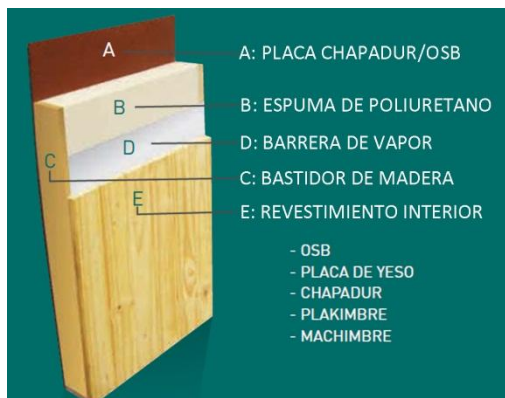 A
A: PLACA CHAPADUR/OSB
B
B: ESPUMA DE POLIURETANO
D
D: BARRERA DE VAPOR
C
C: BASTIDOR DE MADERA
E
E: REVESTIMIENTO INTERIOR
- OSB
- PLACA DE YESO
- CHAPADUR
- PLAKIMBRE
- MACHIMBRE